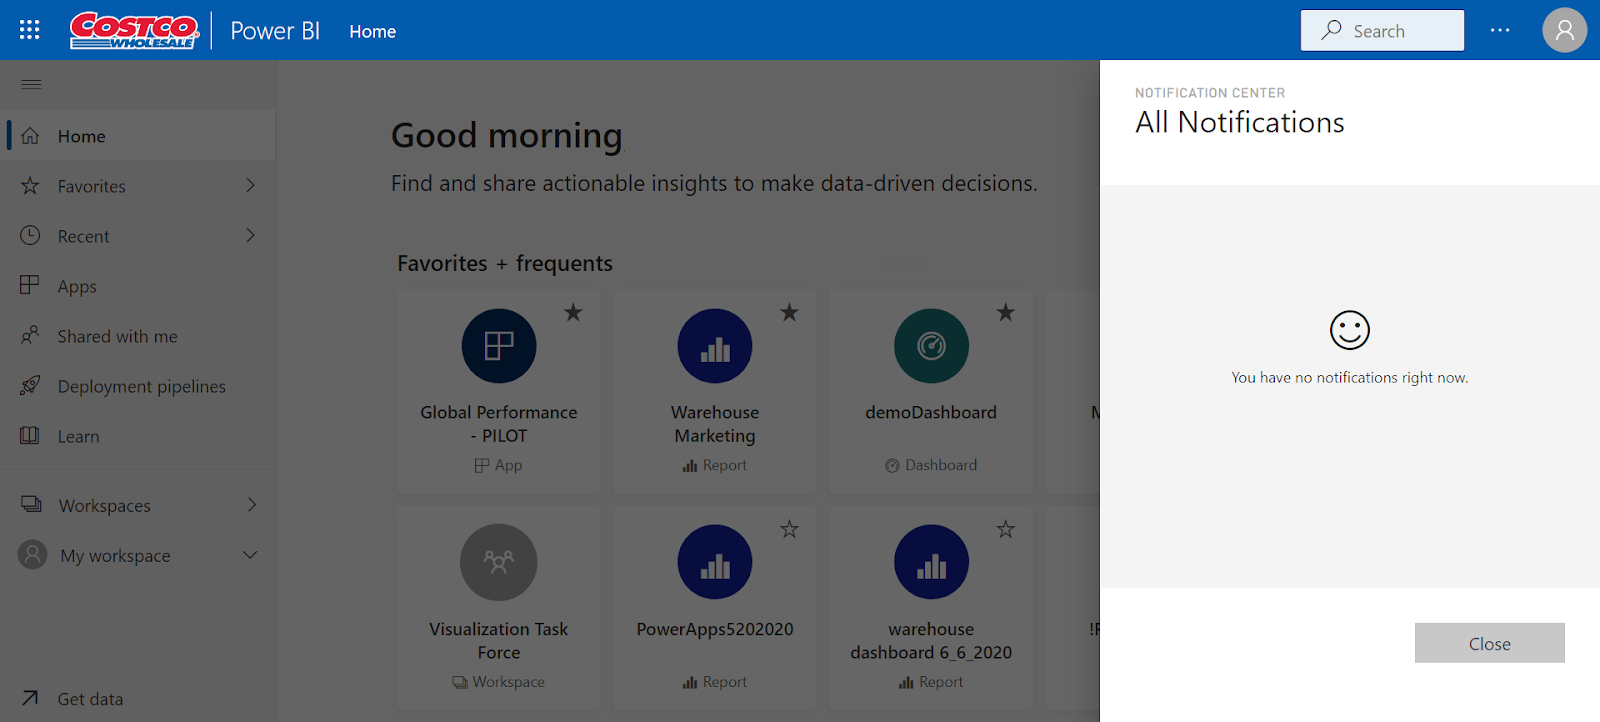 COSTCO
WHOLESALE
Power BI
Home
Search
Home
Favorites
Recent
Apps
Shared with me
Deployment pipelines
Learn
Workspaces
My workspace
Get data
Good morning
Find and share actionable insights to make data-driven decisions.
Favorites + frequents
Global Performance
- PILOT
App
Warehouse
Marketing
Report
demoDashboard
Dashboard
M
Visualization Task
Force
Workspace
PowerApps5202020
Report
warehouse
dashboard 6_6_2020
Report
NOTIFICATION CENTER
All Notifications
You have no notifications right now.
Close